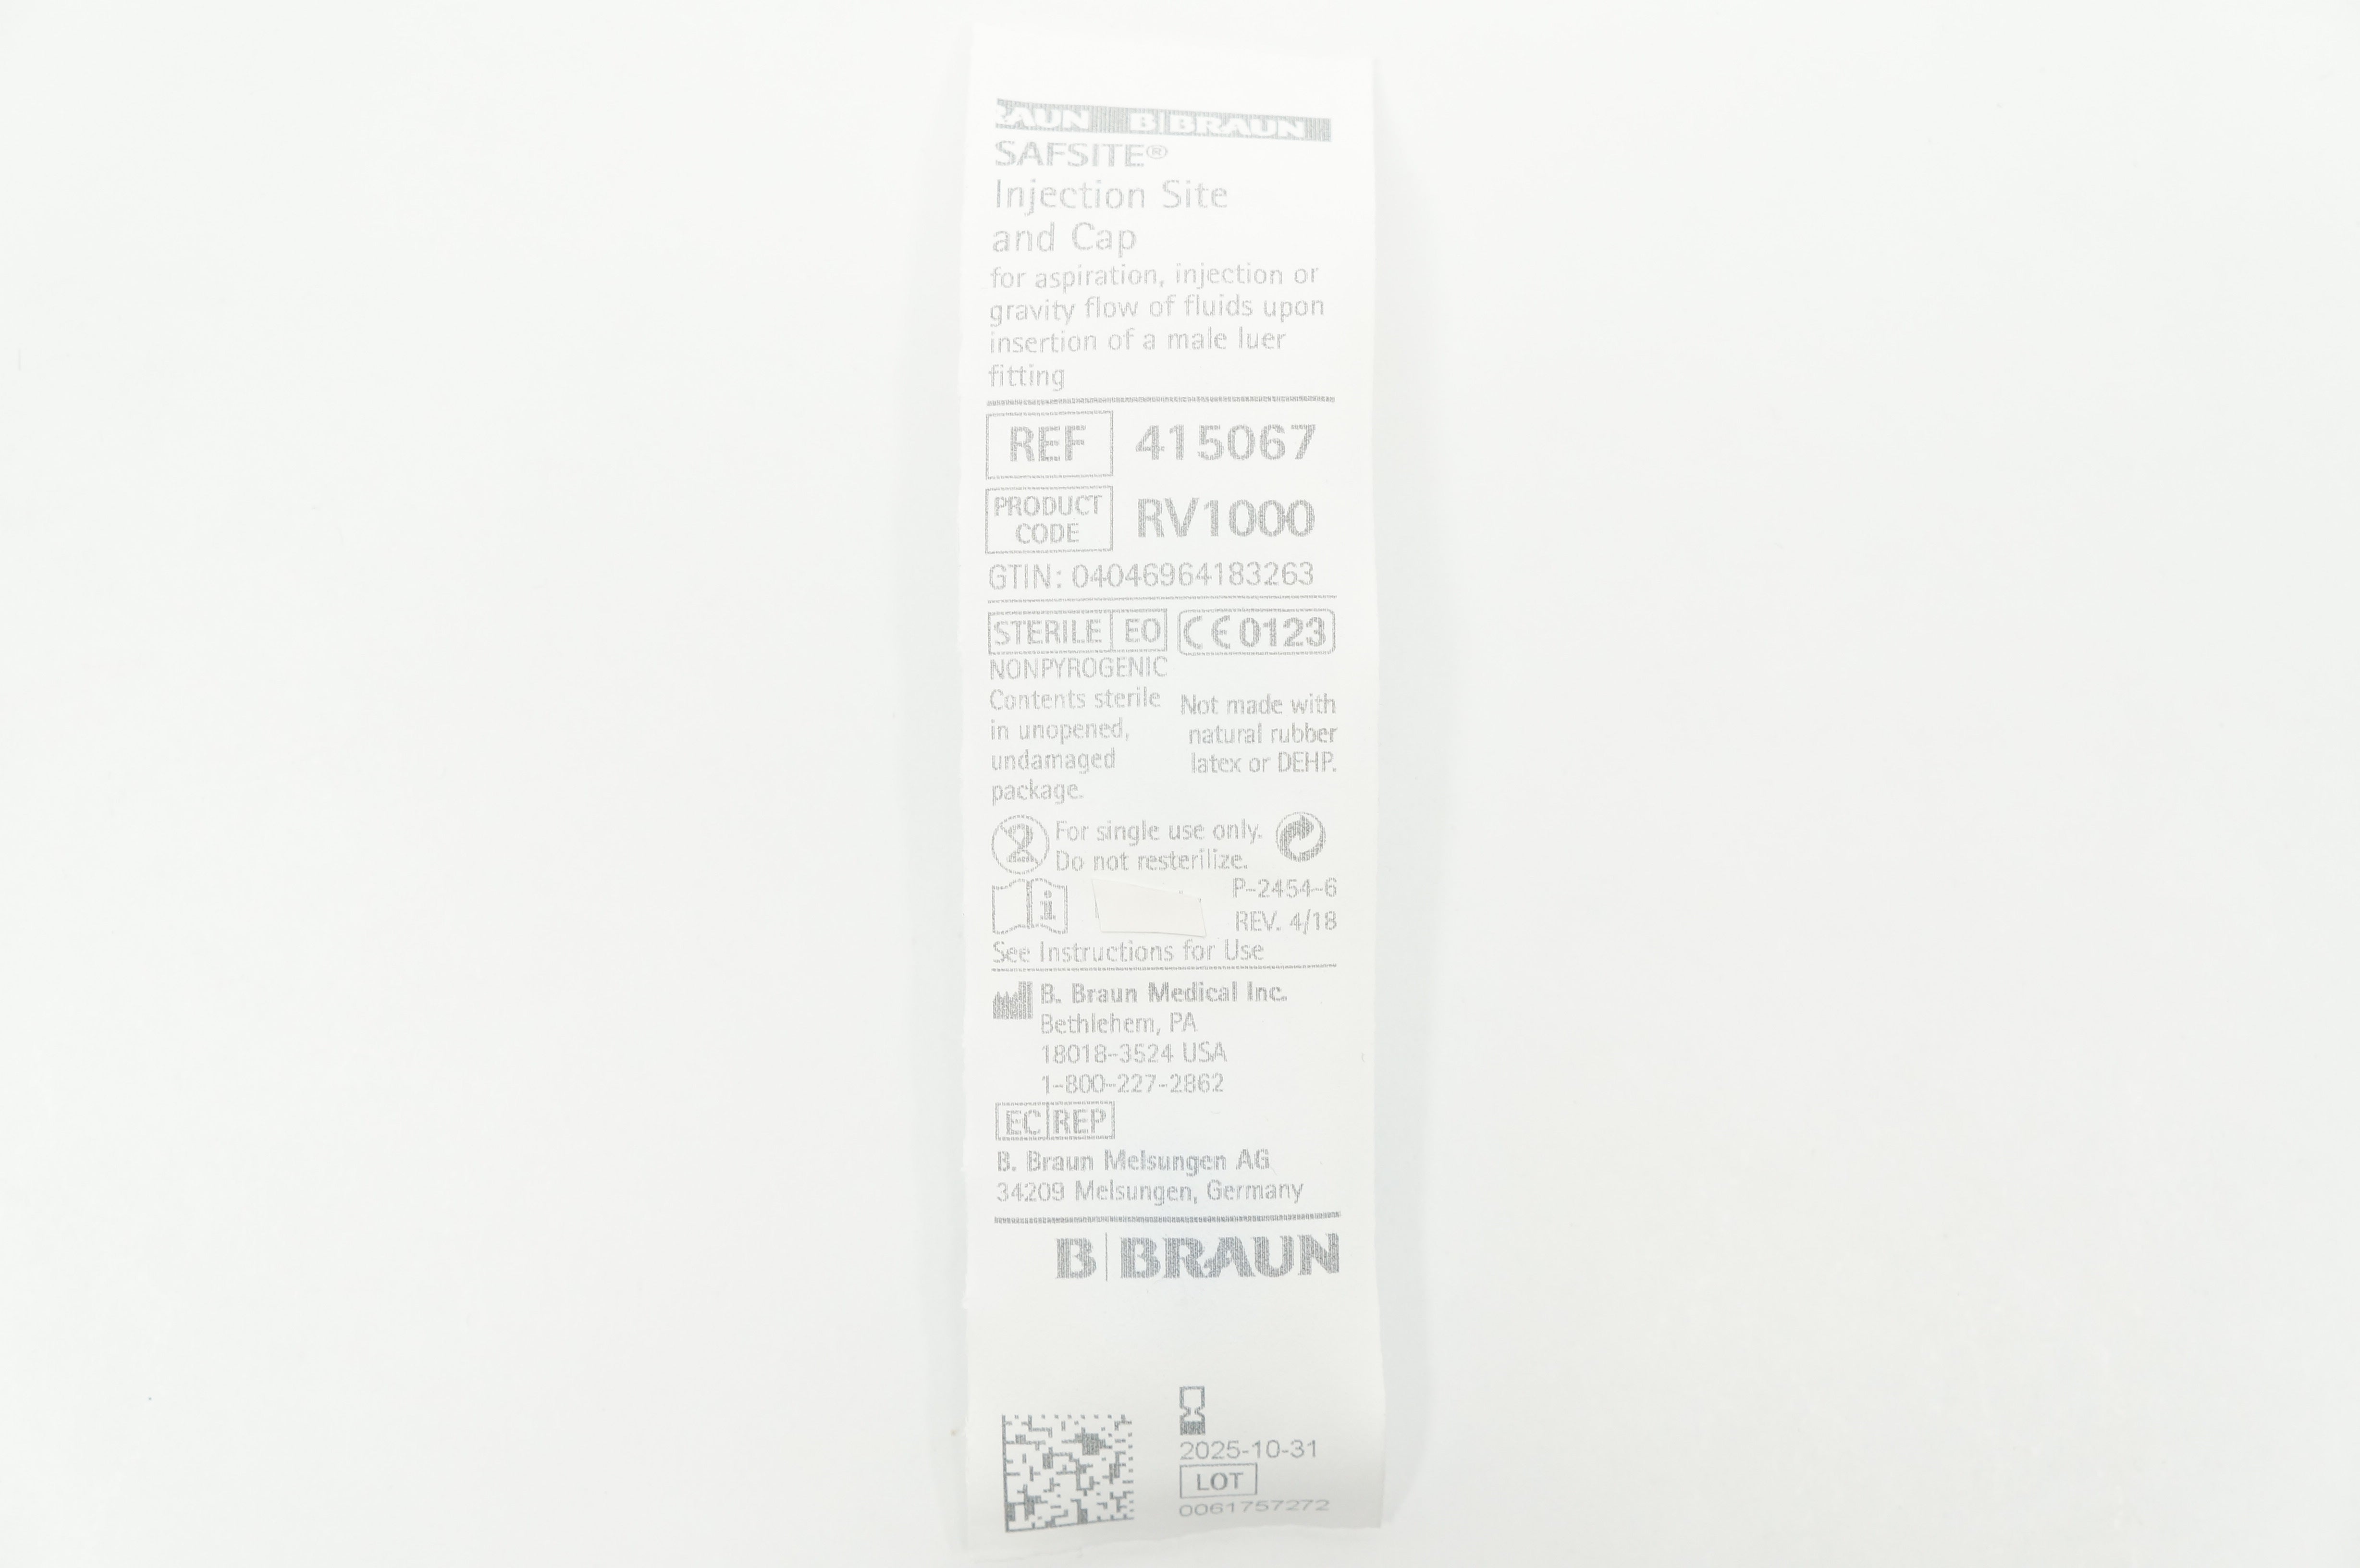 RAUN B|BRAUN
SAFSITE®
Injection Site
and Cap
for aspiration, injection or
gravity flow of fluids upon
insertion of a male luer
fitting
REF 415067
PRODUCT CODE RV1000
GTIN: 04046964183263
STERILE EO CE 0123
NONPYROGENIC
Contents sterile
in unopened,
undamaged
package.
Not made with
natural rubber
latex or DEHP.
2 For single use only.
Do not resterilize.
i
P-2454-6
REV. 4/18
See Instructions for Use
B. Braun Medical Inc.
Bethlehem, PA
18018-3524 USA
1-800-227-2862
EC REP
B. Braun Melsungen AG
34209 Melsungen, Germany
B|BRAUN
2025-10-31
LOT
0061757272